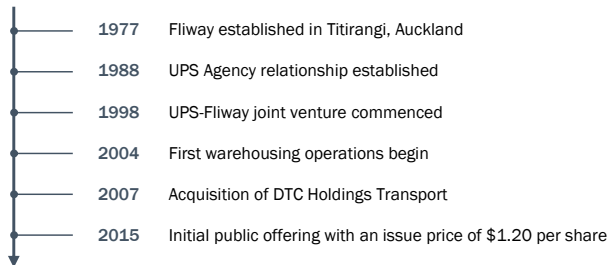 1977 Fliway established in Titirangi, Auckland
1988 UPS Agency relationship established
1998 UPS-Fliway joint venture commenced
2004 First warehousing operations begin
2007 Acquisition of DTC Holdings Transport
2015 Initial public offering with an issue price of $1.20 per share